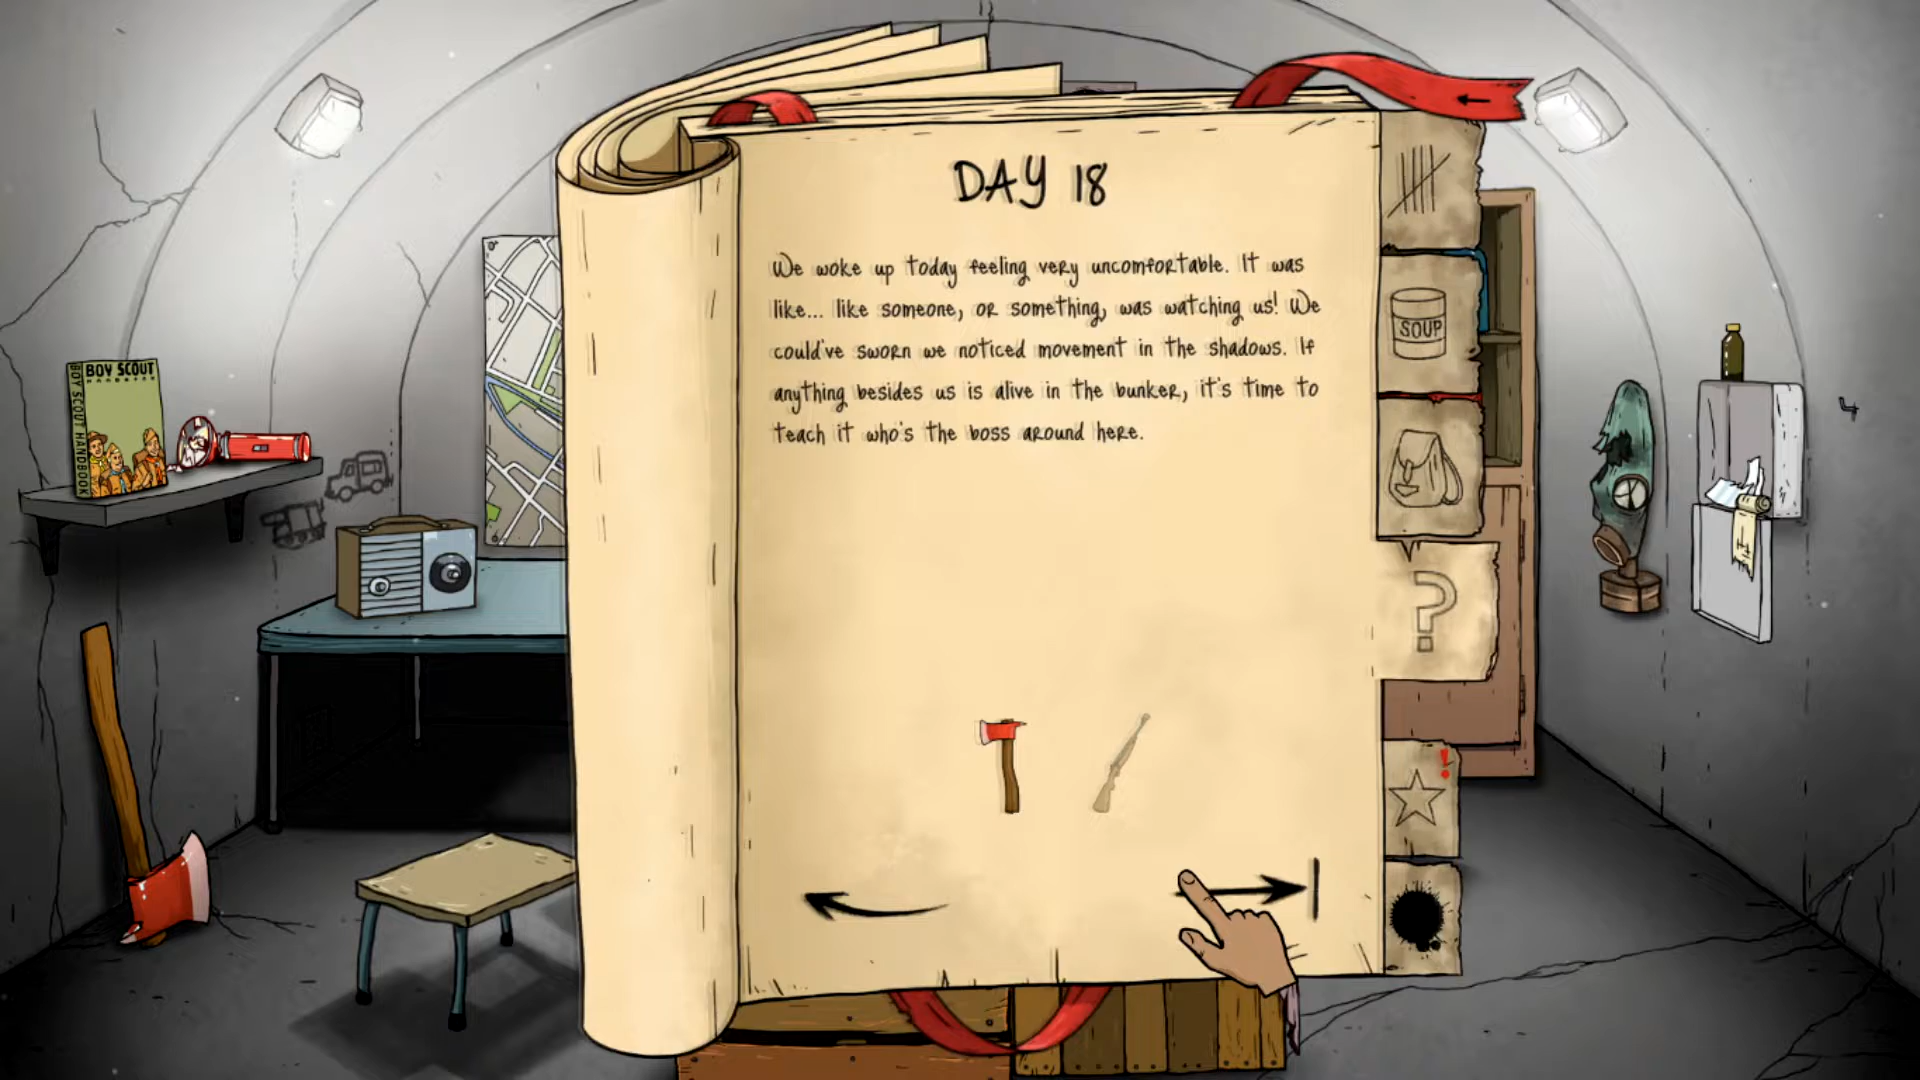 DAY 18
We woke up today feeling very uncomfortable. It was
like... like someone, or something, was watching us! We
could've sworn we noticed movement in the shadows. If
anything besides us is alive in the bunker, it's time to
teach it who's the boss around here.
SOUP
?
!
BOY SCOUT
HANDBOOK
BOY SCOUT HANDBOOK